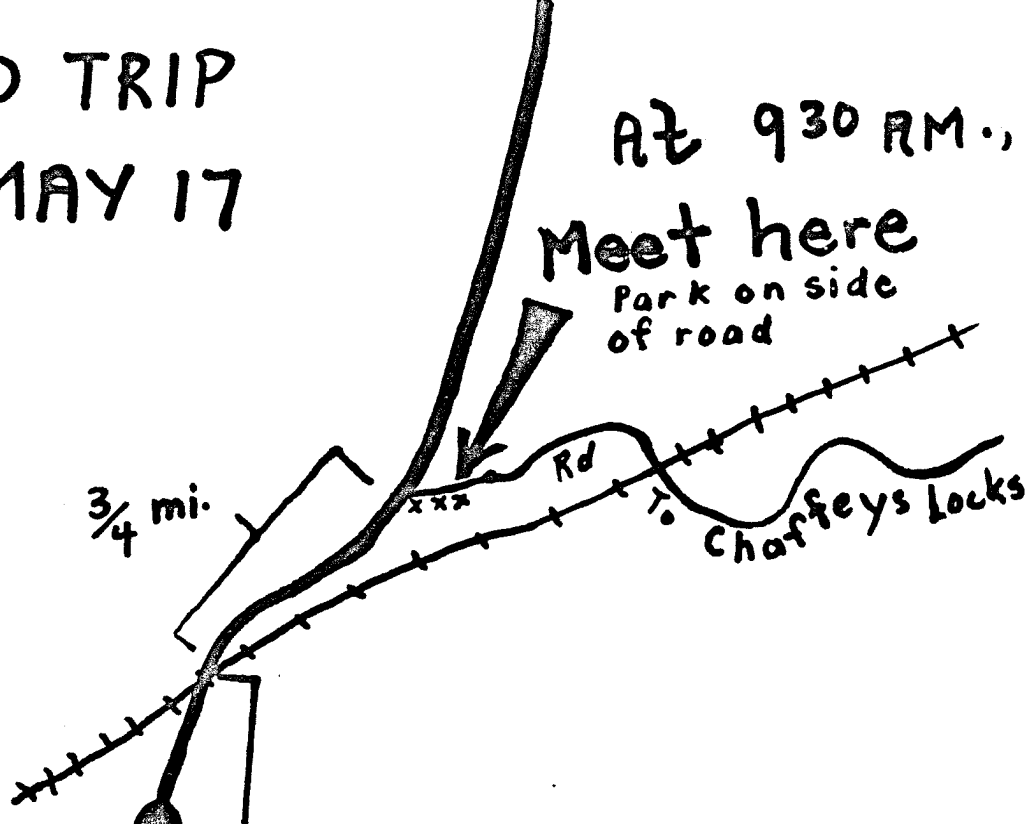 TRIP
MAY 17
At 930 AM.,
Meet here
Park on side
of road
3/4 mi.
Rd
To
Chaffeys Locks
xxx